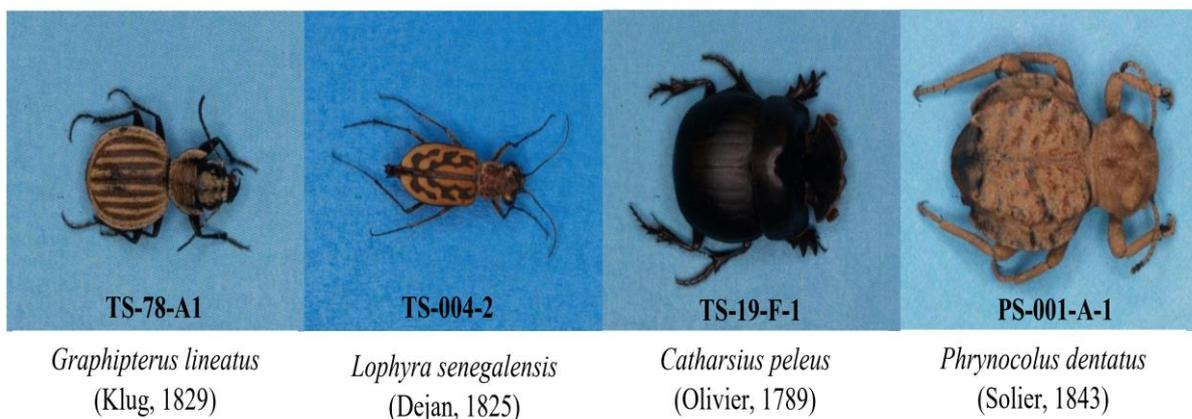 TS-78-A1
TS-004-2
TS-19-F-1
PS-001-A-1
Graphipterus lineatus
(Klug, 1829)
Lophyra senegalensis
(Dejan, 1825)
Catharsius peleus
(Olivier, 1789)
Phrynocolus dentatus
(Solier, 1843)